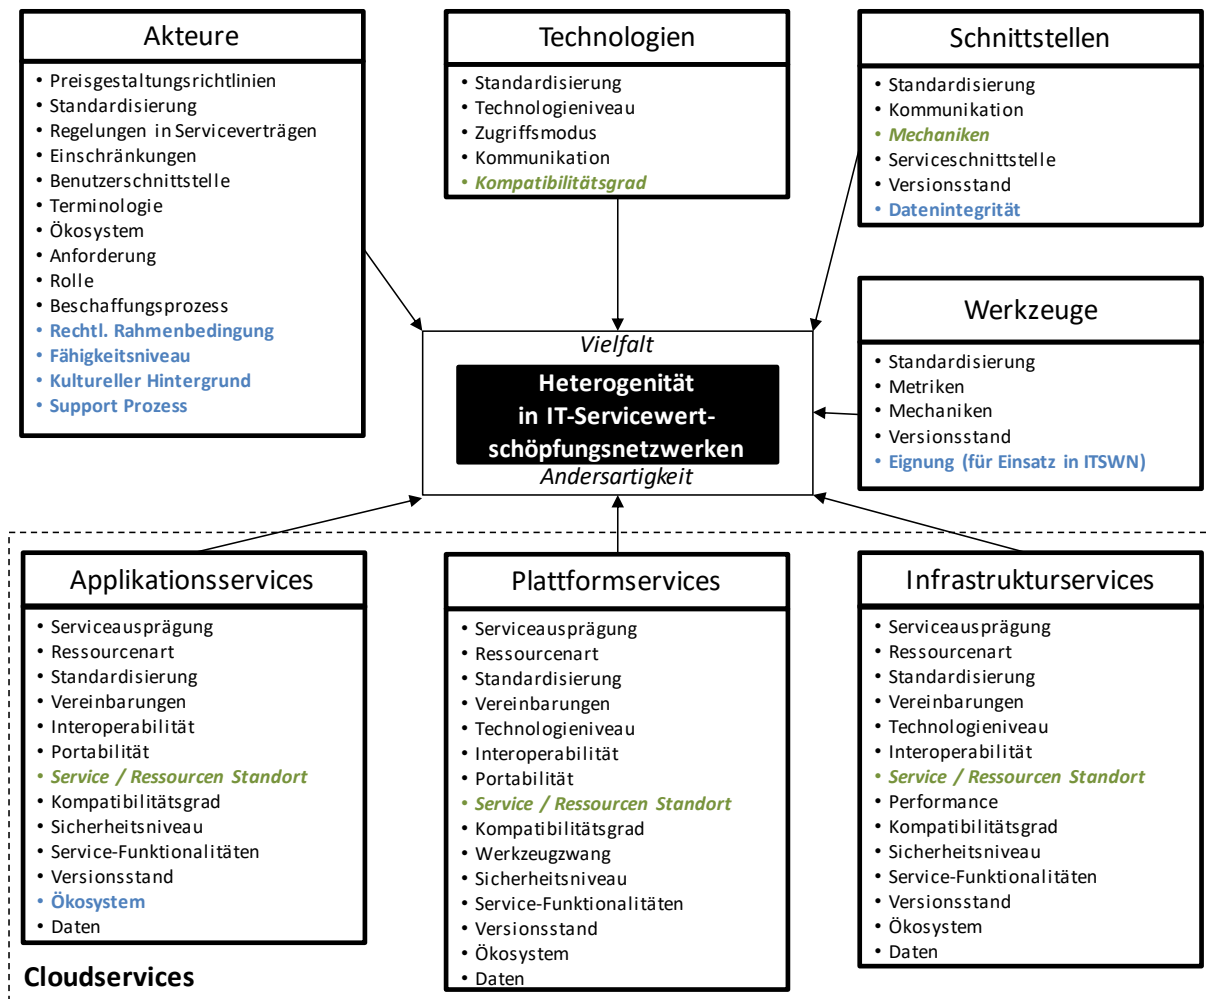 Akteure
• Preisgestaltungsrichtlinien
• Standardisierung
• Regelungen in Serviceverträgen
• Einschränkungen
• Benutzerschnittstelle
• Terminologie
• Ökosystem
• Anforderung
• Rolle
• Beschaffungsprozess
• Rechtl. Rahmenbedingung
• Fähigkeitsniveau
• Kultureller Hintergrund
• Support Prozess
Technologien
• Standardisierung
• Technologieniveau
• Zugriffsmodus
• Kommunikation
• Kompatibilitätsgrad
Schnittstellen
• Standardisierung
• Kommunikation
• Mechaniken
• Serviceschnittstelle
• Versionsstand
• Datenintegrität
Werkzeuge
• Standardisierung
• Metriken
• Mechaniken
• Versionsstand
• Eignung (für Einsatz in ITSWN)
Vielfalt
Heterogenität
in IT-Servicewert-
schöpfungsnetzwerken
Andersartigkeit
Applikationsservices
• Serviceausprägung
• Ressourcenart
• Standardisierung
• Vereinbarungen
• Interoperabilität
• Portabilität
• Service / Ressourcen Standort
• Kompatibilitätsgrad
• Sicherheitsniveau
• Service-Funktionalitäten
• Versionsstand
• Ökosystem
• Daten
Plattformservices
• Serviceausprägung
• Ressourcenart
• Standardisierung
• Vereinbarungen
• Technologieniveau
• Interoperabilität
• Portabilität
• Service / Ressourcen Standort
• Kompatibilitätsgrad
• Werkzeugzwang
• Sicherheitsniveau
• Service-Funktionalitäten
• Versionsstand
• Ökosystem
• Daten
Infrastrukturservices
• Serviceausprägung
• Ressourcenart
• Standardisierung
• Vereinbarungen
• Technologieniveau
• Interoperabilität
• Service / Ressourcen Standort
• Performance
• Kompatibilitätsgrad
• Sicherheitsniveau
• Service-Funktionalitäten
• Versionsstand
• Ökosystem
• Daten
Cloudservices